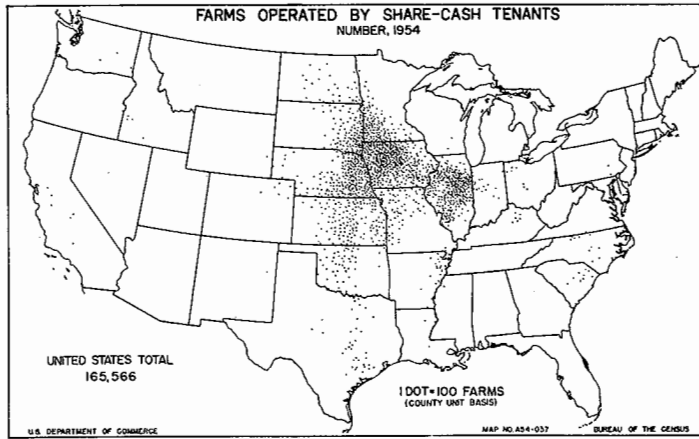 FARMS OPERATED BY SHARE-CASH TENANTS
NUMBER, 1954
UNITED STATES TOTAL
165,566
1 DOT=100 FARMS
(COUNTY UNIT BASIS)
U.S. DEPARTMENT OF COMMERCE
MAP NO. A54-037
BUREAU OF THE CENSUS